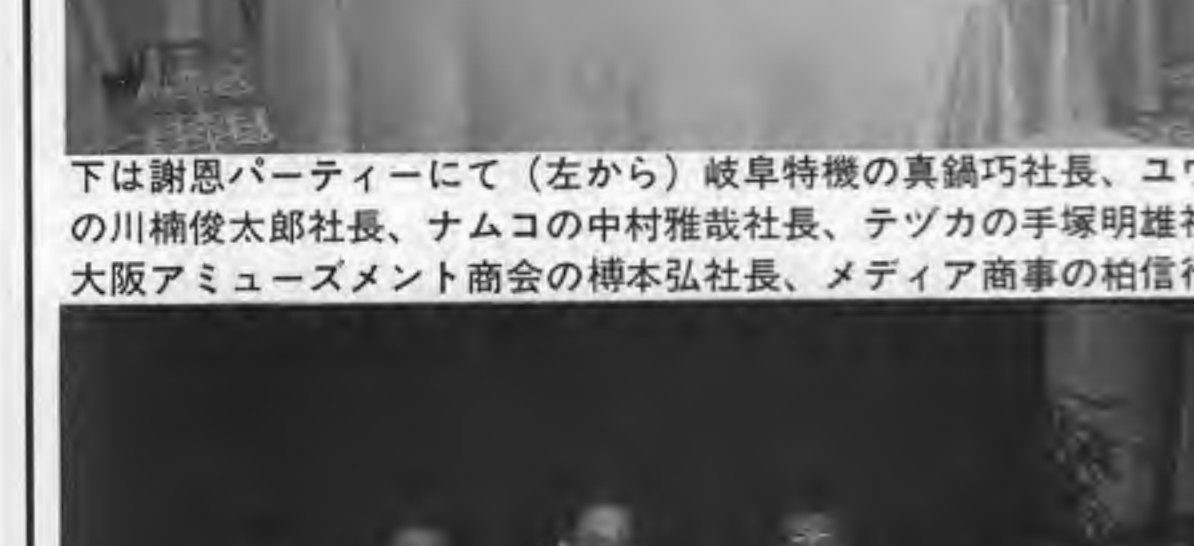 下は謝恩パーティーにて（左から）岐阜特機の真鍋巧社長、ユ
の川楠俊太郎社長、ナムコの中村雅哉社長、テヅカの手塚明雄社
大阪アミューズメント商会の榑本弘社長、メディア商事の柏信行